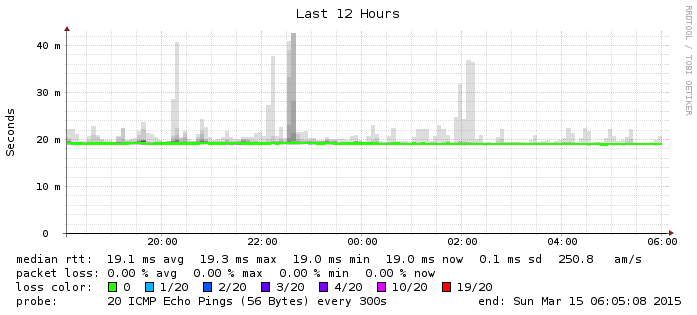 Last 12 Hours
RRDTOOL / TOBI OETIKER
Seconds
40 m
30 m
20 m
10 m
0
20:00 22:00 00:00 02:00 04:00 06:00
median rtt: 19.1 ms avg 19.3 ms max 19.0 ms min 19.0 ms now 0.1 ms sd 250.8 am/s
packet loss: 0.00 % avg 0.00 % max 0.00 % min 0.00 % now
loss color: 0 1/20 2/20 3/20 4/20 10/20 19/20
probe: 20 ICMP Echo Pings (56 Bytes) every 300s end: Sun Mar 15 06:05:08 2015